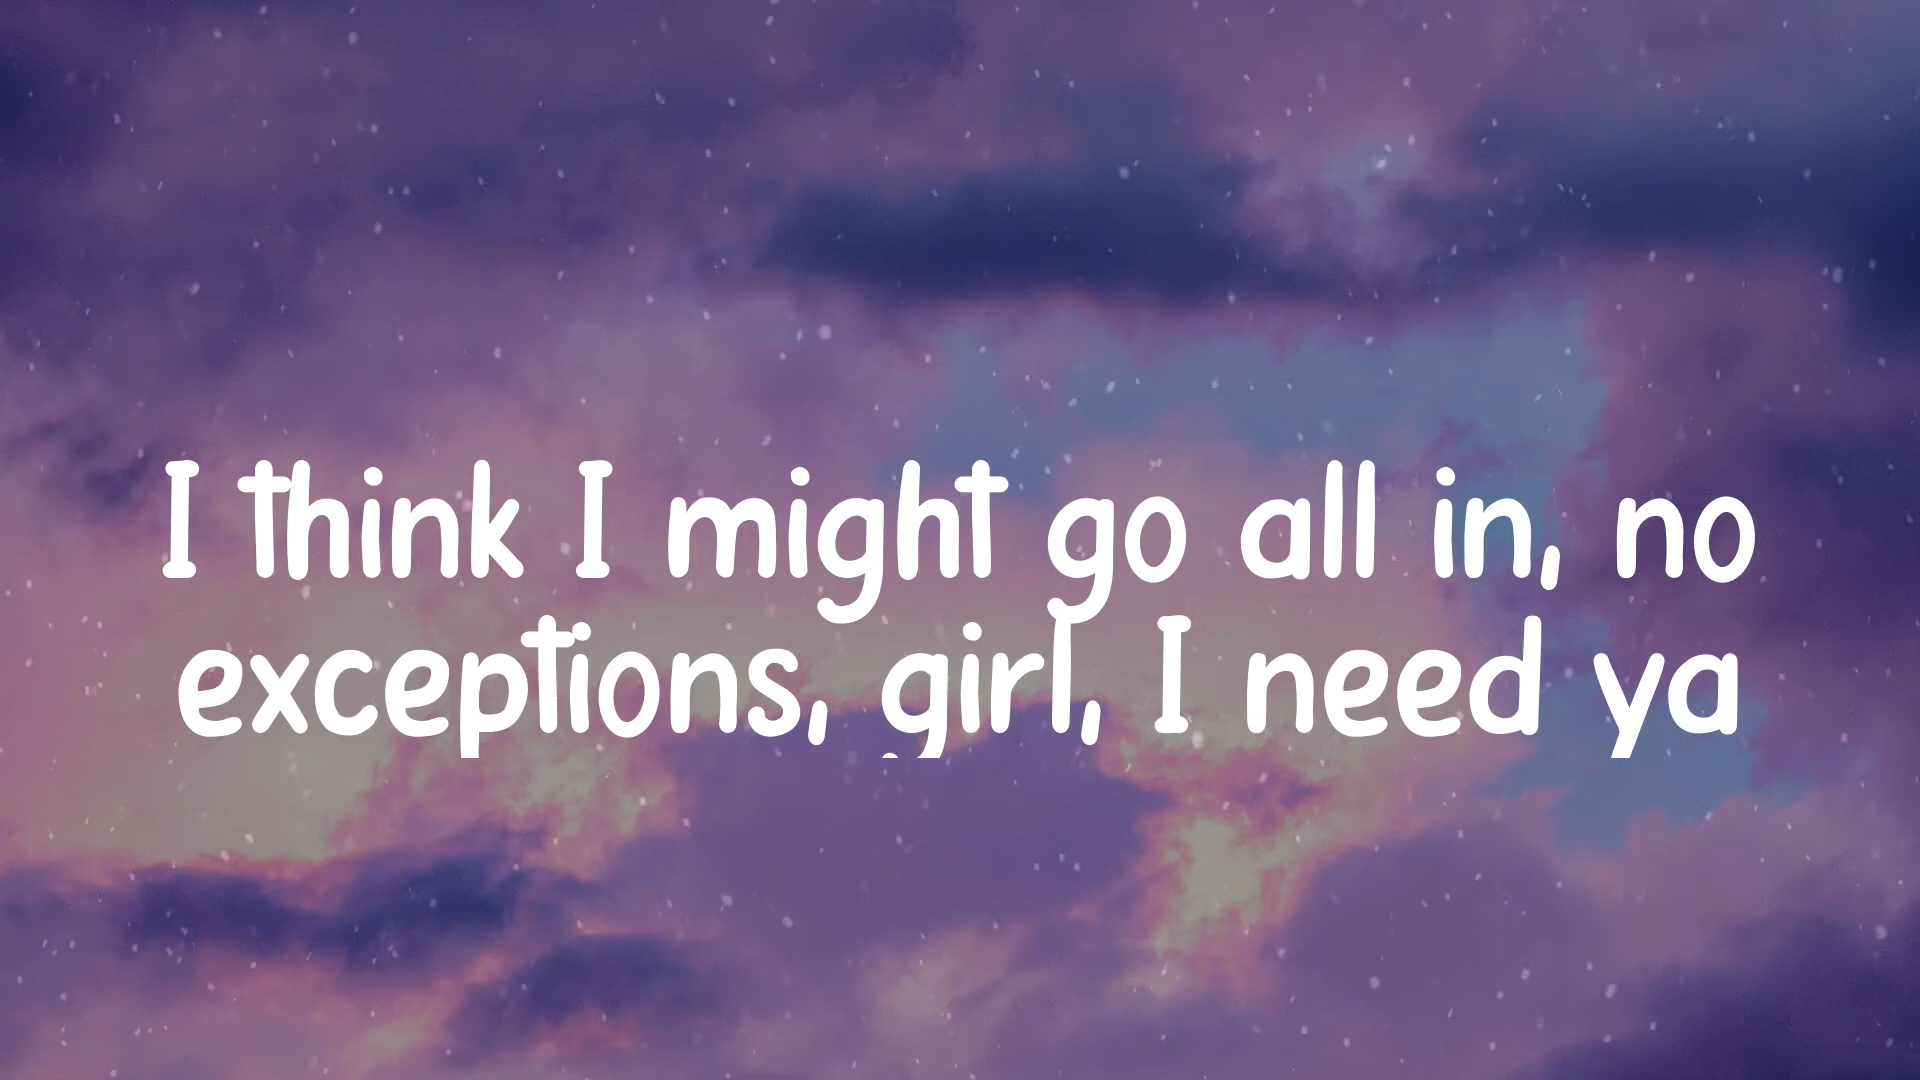 I think I might go all in, no
exceptions, girl, I need ya